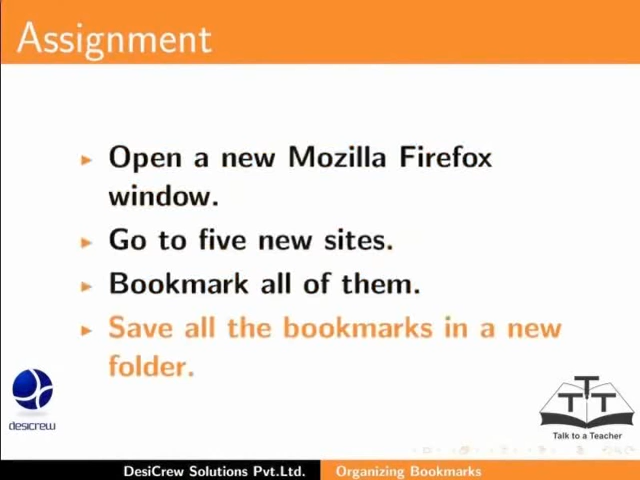 Assignment
Open a new Mozilla Firefox
window.
Go to five new sites.
Bookmark all of them.
Save all the bookmarks in a new
folder.
desicrew
TTT
Talk to a Teacher
DesiCrew Solutions Pvt.Ltd. Organizing Bookmarks